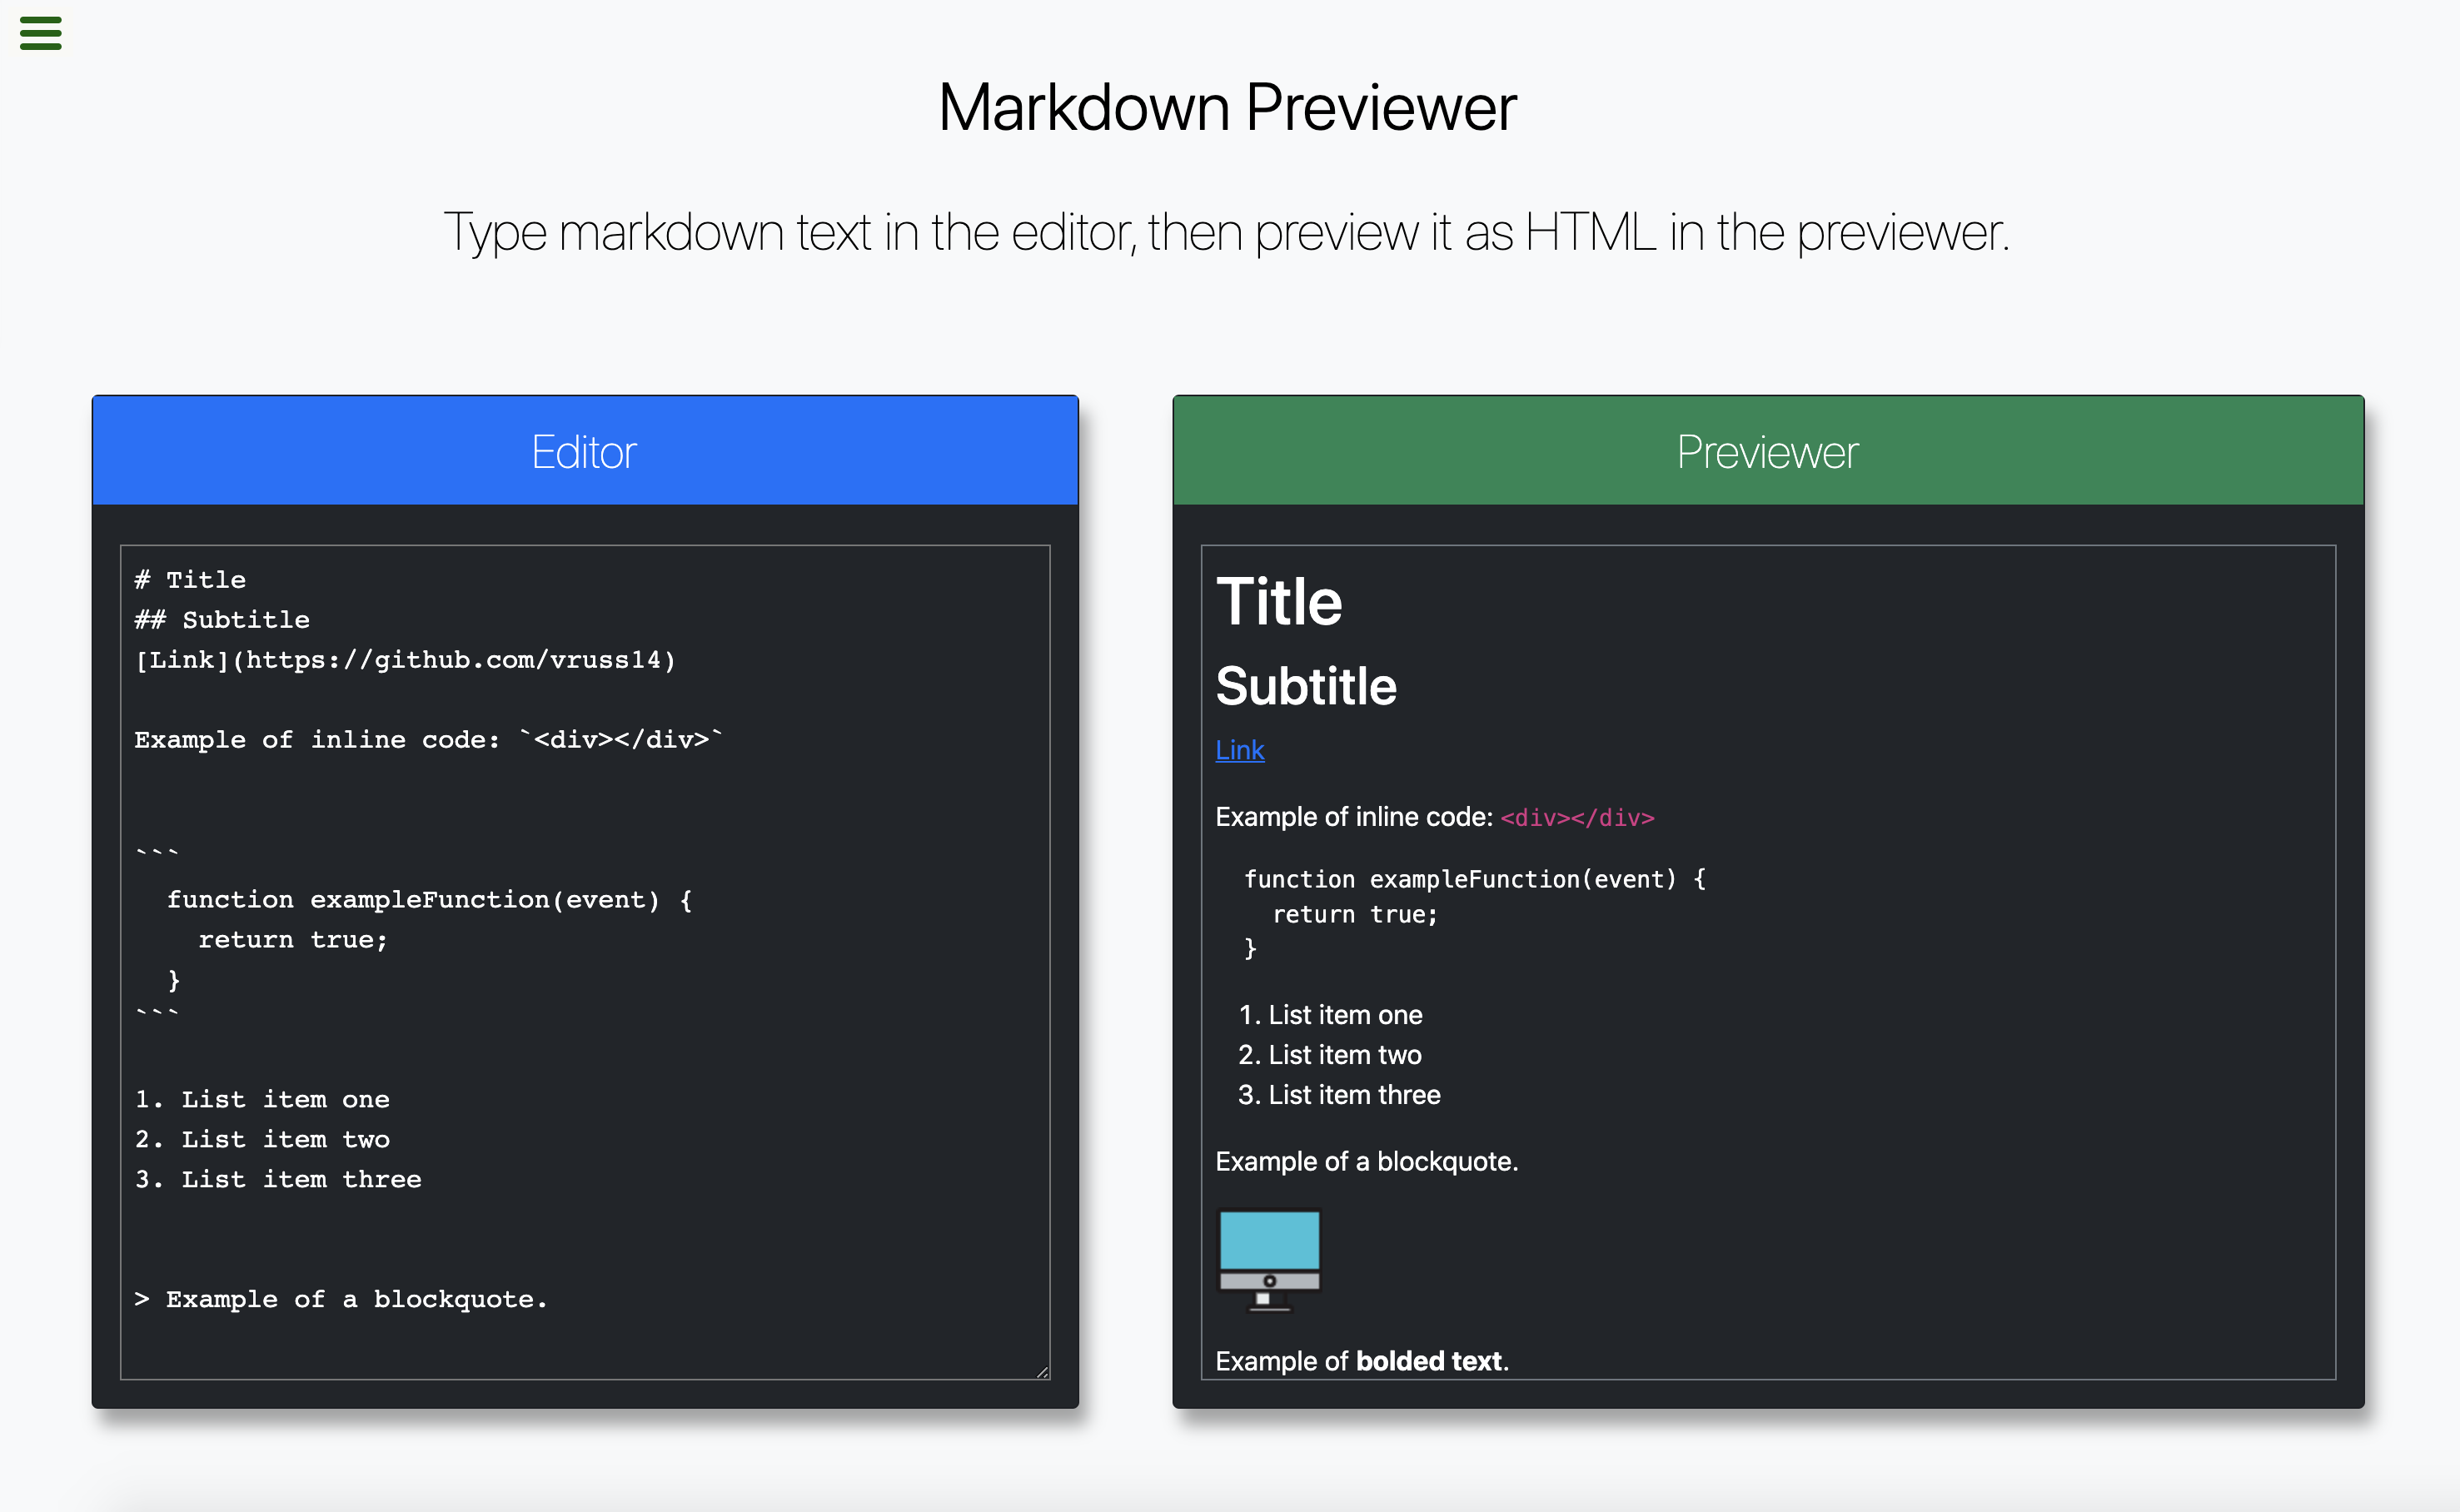 Markdown Previewer
Type markdown text in the editor, then preview it as HTML in the previewer.
Editor
# Title
## Subtitle
[Link](https://github.com/vruss14)
Example of inline code: `<div></div>`
```
  function exampleFunction(event) {
    return true;
  }
```
1. List item one
2. List item two
3. List item three
> Example of a blockquote.
Previewer
Title
Subtitle
Link
Example of inline code: <div></div>
  function exampleFunction(event) {
    return true;
  }
1. List item one
2. List item two
3. List item three
Example of a blockquote.
Example of bolded text.